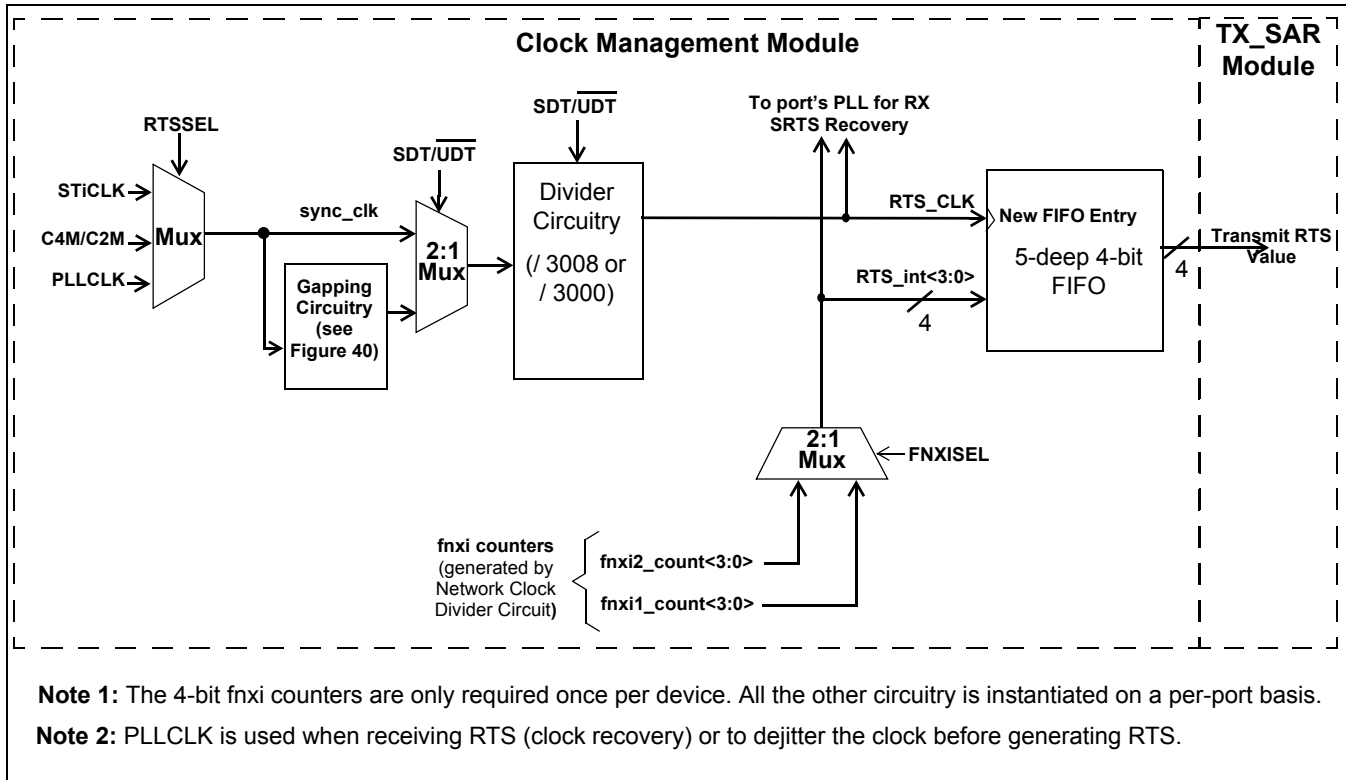 Clock Management Module
TX_SAR
Module
To port's PLL for RX
SRTS Recovery
SDT/UDT
RTSSEL
SDT/UDT
STiCLK
C4M/C2M
PLLCLK
Mux
sync_clk
2:1
Mux
Gapping
Circuitry
(see
Figure 40)
Divider
Circuitry
(/ 3008 or
/ 3000)
RTS_CLK
New FIFO Entry
5-deep 4-bit
FIFO
RTS_int<3:0>
4
4
Transmit RTS
Value
2:1
Mux
FNXISEL
fnxi counters
(generated by
Network Clock
Divider Circuit)
fnxi2_count<3:0>
fnxi1_count<3:0>
Note 1: The 4-bit fnxi counters are only required once per device. All the other circuitry is instantiated on a per-port basis.
Note 2: PLLCLK is used when receiving RTS (clock recovery) or to dejitter the clock before generating RTS.